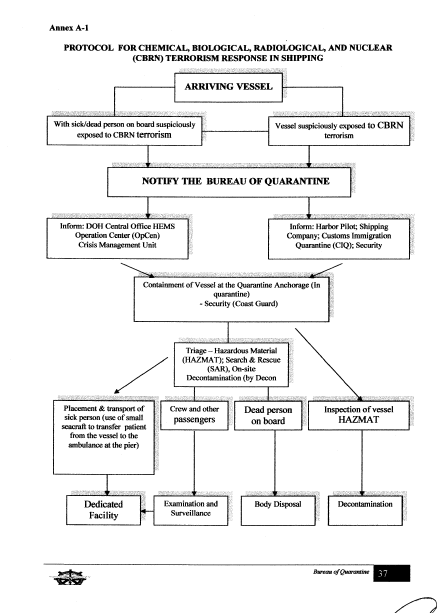 Annex A-1
PROTOCOL FOR CHEMICAL, BIOLOGICAL, RADIOLOGICAL, AND NUCLEAR
(CBRN) TERRORISM RESPONSE IN SHIPPING
ARRIVING VESSEL
With sick/dead person on board suspiciously
exposed to CBRN terrorism
Vessel suspiciously exposed to CBRN
terrorism
NOTIFY THE BUREAU OF QUARANTINE
Inform: DOH Central Office HEMS
Operation Center (OpCen)
Crisis Management Unit
Inform: Harbor Pilot; Shipping
Company; Customs Immigration
Quarantine (CIQ); Security
Containment of Vessel at the Quarantine Anchorage (In
quarantine)
- Security (Coast Guard)
Triage – Hazardous Material
(HAZMAT); Search & Rescue
(SAR), On-site
Decontamination (by Decon
Placement & transport of
sick person (use of small
seacraft to transfer patient
from the vessel to the
ambulance at the pier)
Crew and other
passengers
Dead person
on board
Inspection of vessel
HAZMAT
Dedicated
Facility
Examination and
Surveillance
Body Disposal
Decontamination
Bureau of Quarantine 37